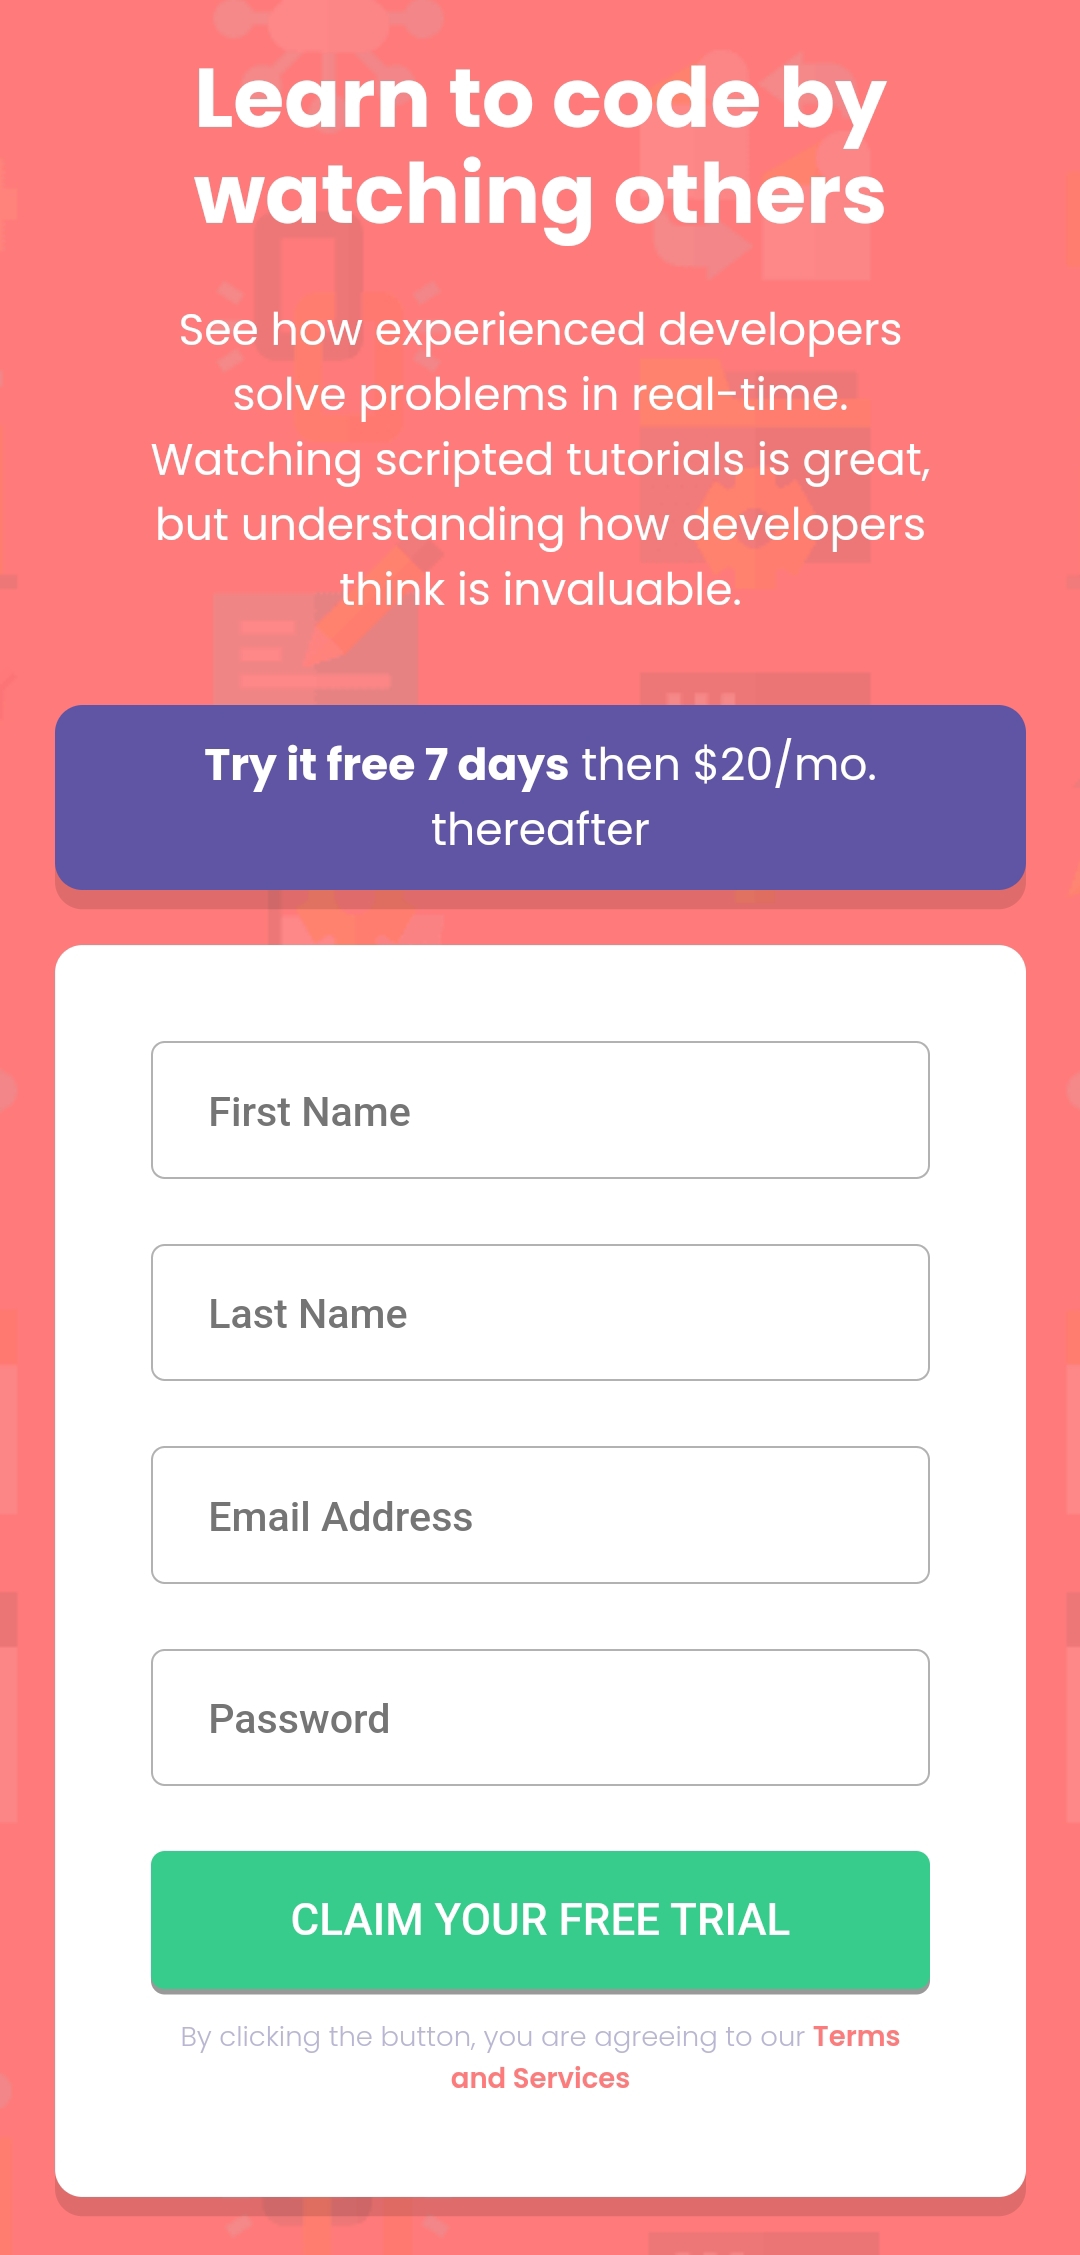 Learn to code by
watching others
See how experienced developers
solve problems in real-time.
Watching scripted tutorials is great,
but understanding how developers
think is invaluable.
Try it free 7 days then $20/mo.
thereafter
First Name
Last Name
Email Address
Password
CLAIM YOUR FREE TRIAL
By clicking the button, you are agreeing to our Terms
and Services